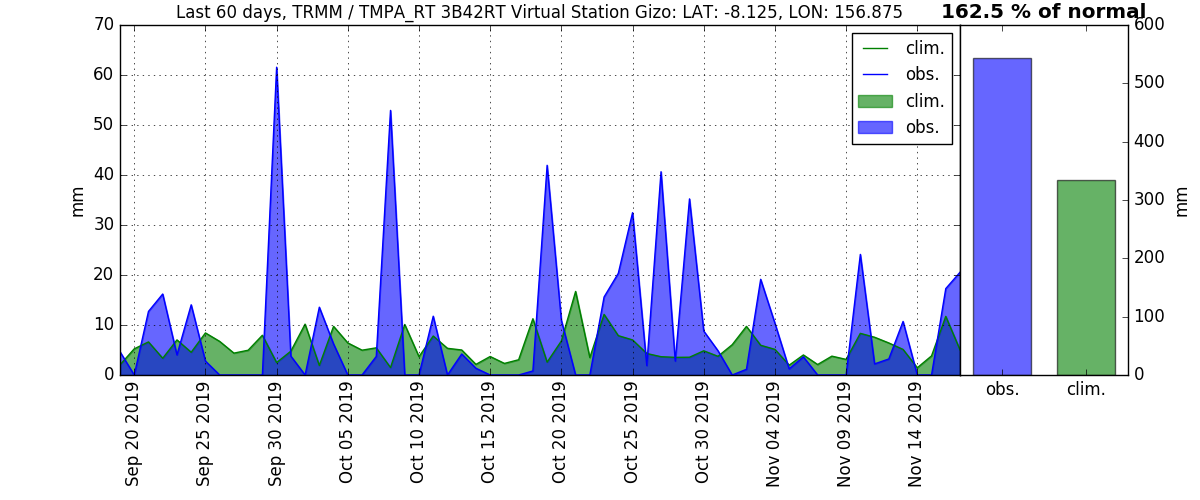 Last 60 days, TRMM / TMPA_RT 3B42RT Virtual Station Gizo: LAT: -8.125, LON: 156.875
162.5 % of normal
70
60
50
40
30
20
10
0
mm
clim.
obs.
clim.
obs.
Sep 20 2019
Sep 25 2019
Sep 30 2019
Oct 05 2019
Oct 10 2019
Oct 15 2019
Oct 20 2019
Oct 25 2019
Oct 30 2019
Nov 04 2019
Nov 09 2019
Nov 14 2019
600
500
400
300
200
100
0
mm
obs.
clim.